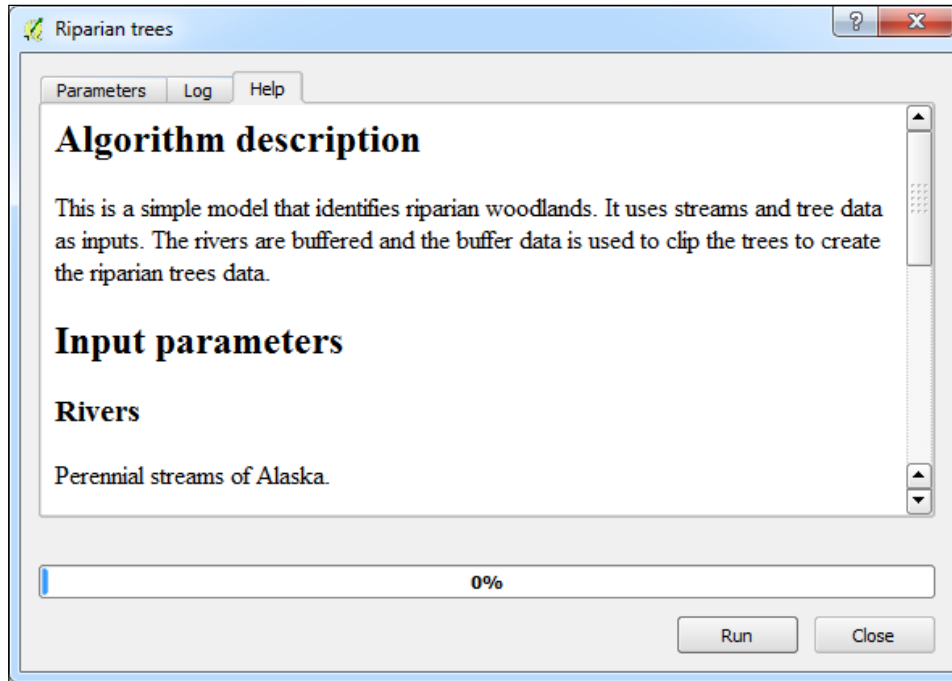 Riparian trees
?
Parameters Log Help
Algorithm description
This is a simple model that identifies riparian woodlands. It uses streams and tree data
as inputs. The rivers are buffered and the buffer data is used to clip the trees to create
the riparian trees data.
Input parameters
Rivers
Perennial streams of Alaska.
0%
Run Close